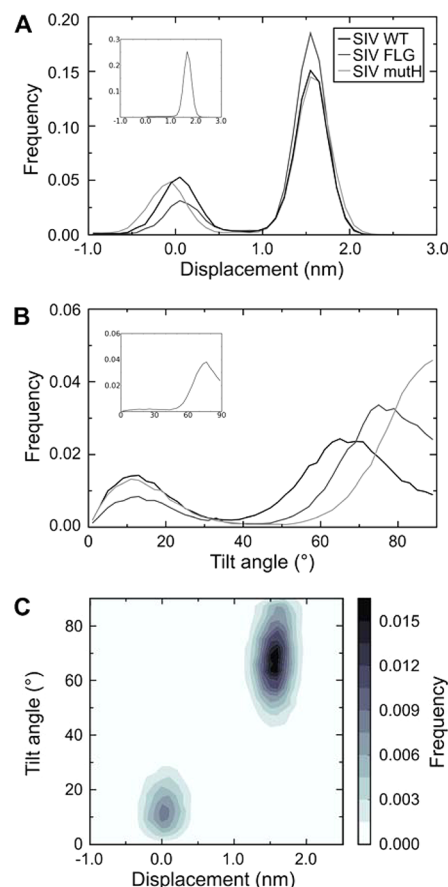 A
0.20
0.15
0.10
0.05
0.00
Frequency
-1.0
0.0
1.0
2.0
3.0
Displacement (nm)
SIV WT
SIV FLG
SIV mutH
0.3
0.2
0.1
-1.0 0.0 1.0 2.0 3.0
B
0.06
0.04
0.02
0.00
Frequency
0
20
40
60
80
Tilt angle (°)
0.06
0.04
0.02
0 30 60 88
C
80
60
40
20
0
Tilt angle (°)
-1.0
0.0
1.0
2.0
Displacement (nm)
0.015
0.012
0.009
0.006
0.003
0.000
Frequency